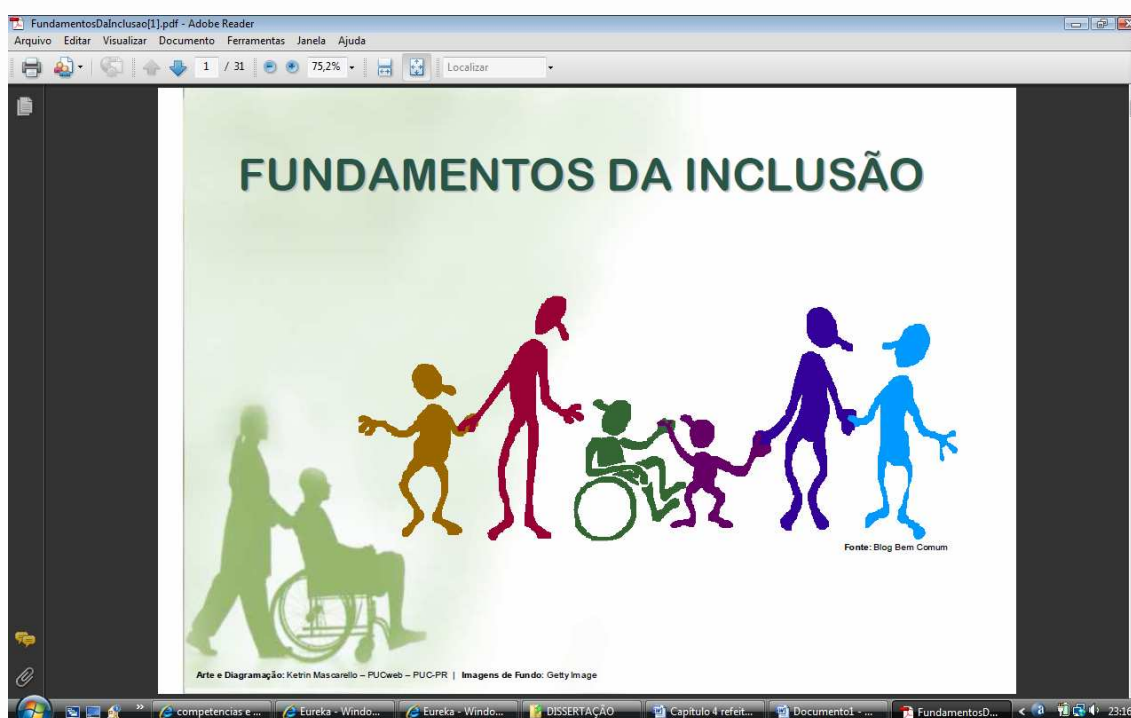 FundamentosDaInclusao[1].pdf - Adobe Reader
Arquivo Editar Visualizar Documento Ferramentas Janela Ajuda
1 / 31 75,2% Localizar
FUNDAMENTOS DA INCLUSÃO
Fonte: Blog Bem Comum
Arte e Diagramação: Ketrin Mascarello – PUCweb – PUC-PR | Imagens de Fundo: Getty Image
competencias e ... Eureka - Windo... Eureka - Windo... DISSERTAÇÃO Capitulo 4 refeit... Documento1 - ... FundamentosD... 23:16